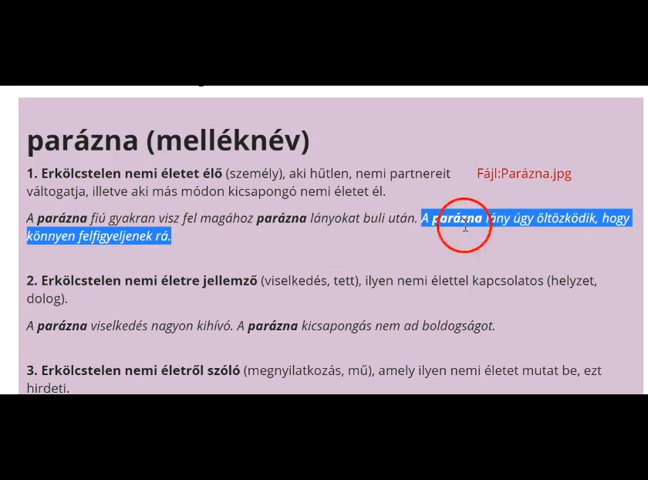 parázna (melléknév)
1. Erkölcstelen nemi életet élő (személy), aki hűtlen, nemi partnereit
Fájl:Parázna.jpg
váltogatja, illetve aki más módon kicsapongó nemi életet él.
A parázna fiú gyakran visz fel magához parázna lányokat buli után. A parázna lány úgy öltözködik, hogy
könnyen felfigyeljenek rá.
2. Erkölcstelen nemi életre jellemző (viselkedés, tett), ilyen nemi élettel kapcsolatos (helyzet,
dolog).
A parázna viselkedés nagyon kihívó. A parázna kicsapongás nem ad boldogságot.
3. Erkölcstelen nemi életről szóló (megnyilatkozás, mű), amely ilyen nemi életet mutat be, ezt
hirdeti.